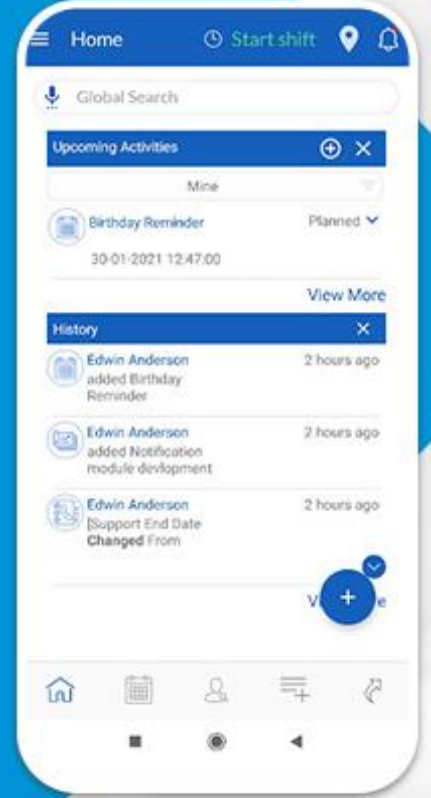 Home
Start shift
Global Search
Upcoming Activities
Mine
Birthday Reminder
Planned
30-01-2021 12:47:00
View More
History
Edwin Anderson
2 hours ago
added Birthday
Reminder
Edwin Anderson
2 hours ago
added Notification
module devlopment
Edwin Anderson
2 hours ago
[Support End Date
Changed From